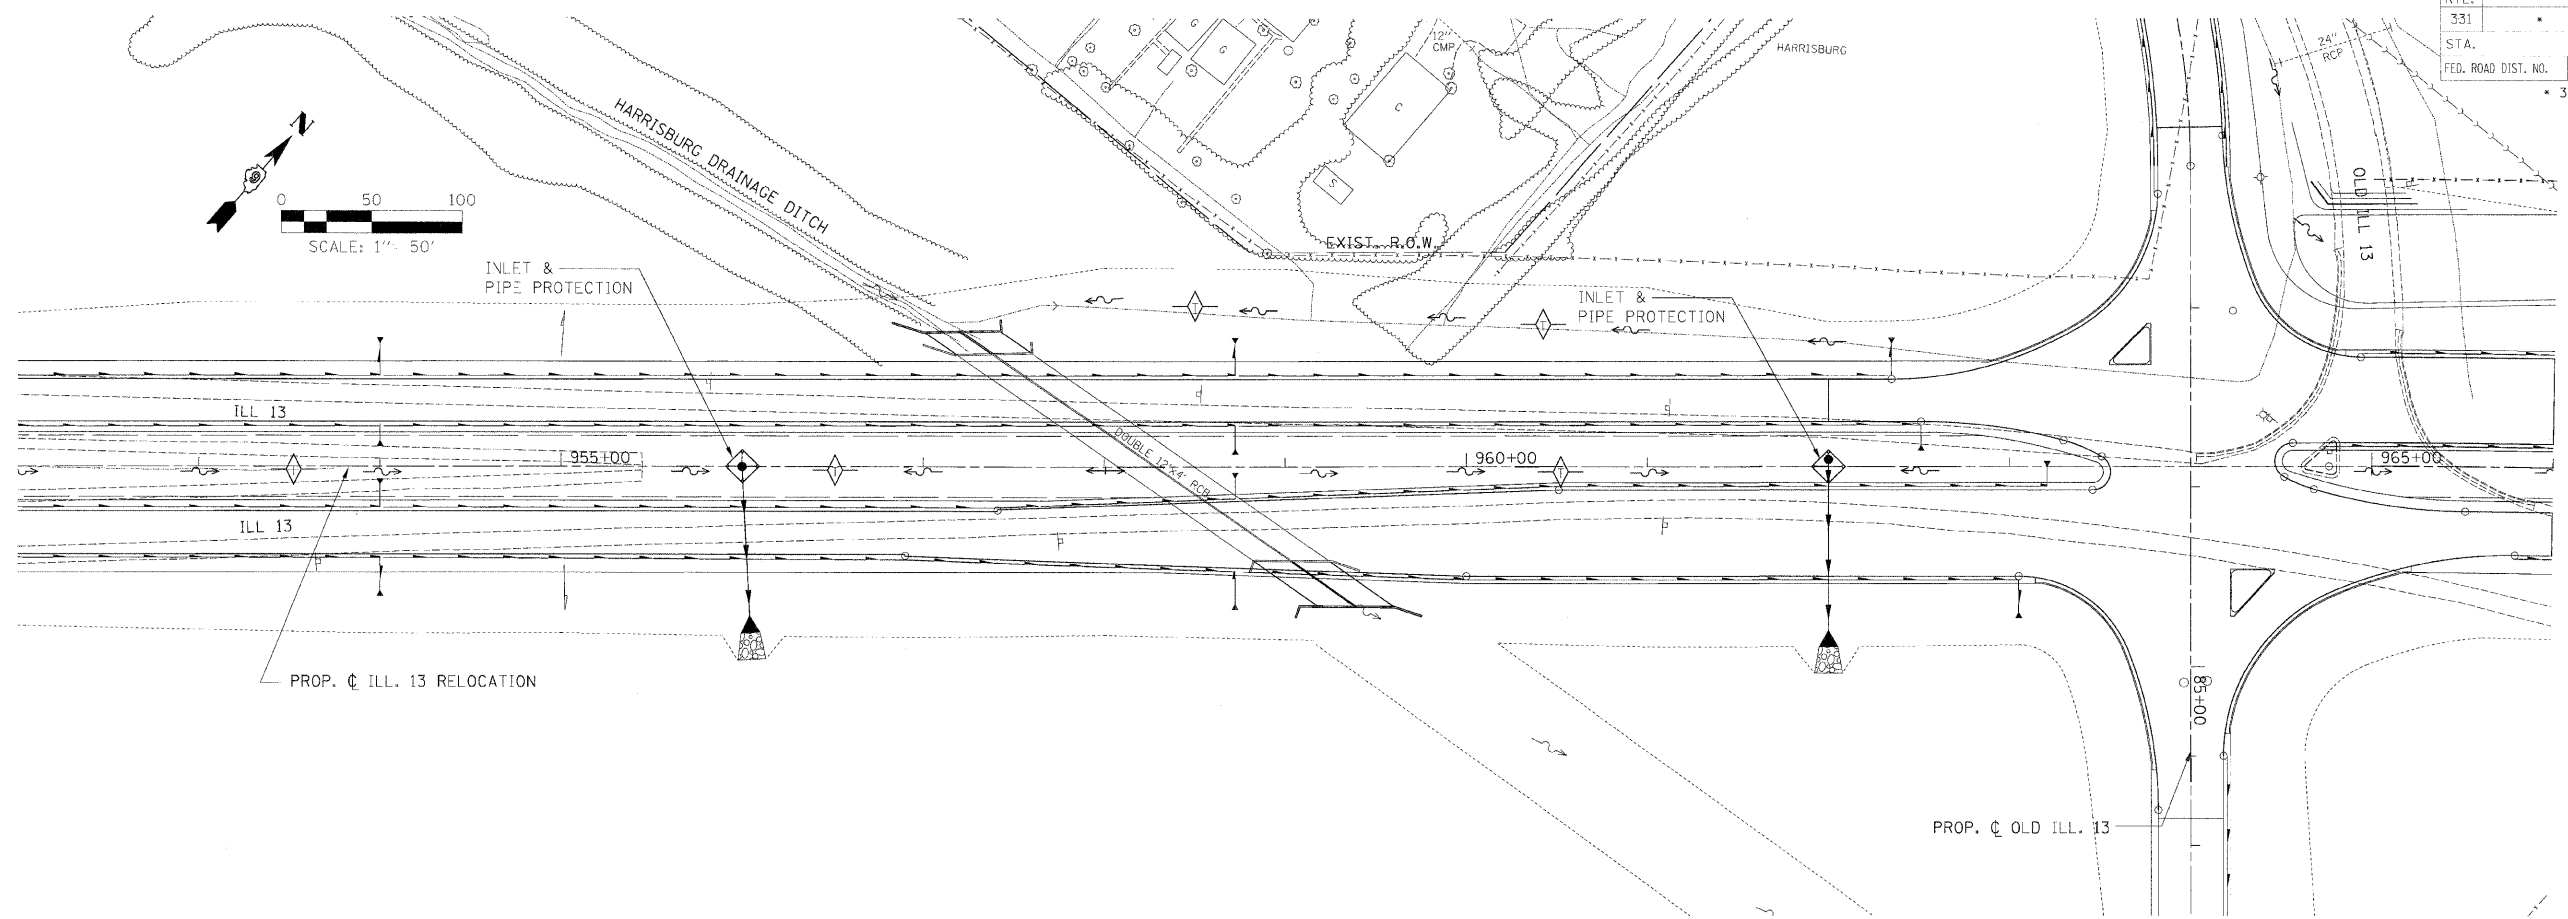 331 *
STA.
FED. ROAD DIST. NO.
* 3
12"
CMP
G
G
G
S
HARRISBURG
24"
RCP
N
HARRISBURG DRAINAGE DITCH
0 50 100
SCALE: 1"= 50'
EXIST. R.O.W.
OLD ILL 13
INLET &
PIPE PROTECTION
INLET &
PIPE PROTECTION
T
T
ILL 13
DOUBLE 12'X4' RCB
955+00
960+00
965+00
T
T
T
ILL 13
PROP. ℄ ILL. 13 RELOCATION
85+00
PROP. ℄ OLD ILL. 13